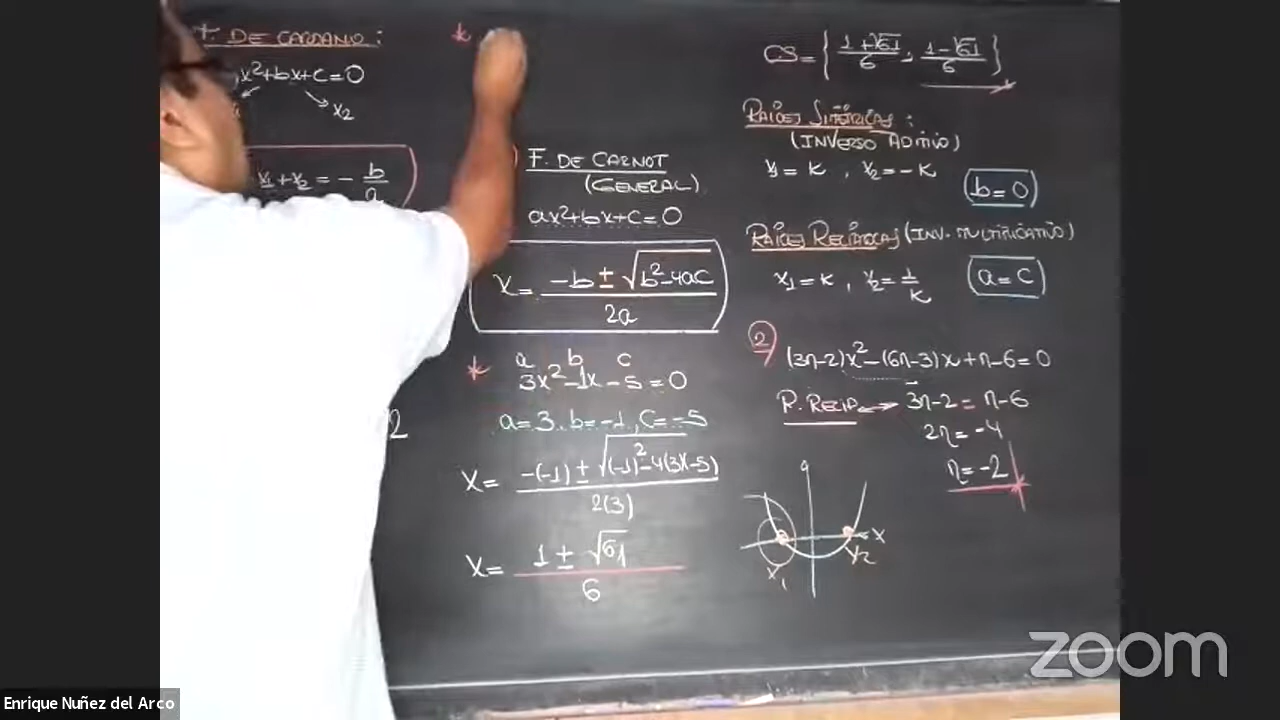 T. DE CARDANO :
x²+bx+c=0
x2
x1+x2 = - b/a
*
F. DE CARNOT
(GENERAL)
ax²+bx+c=0
X= -b±√b²-4ac / 2a
* a b c
3x²-1x-5=0
a=3. b=-1, C=-5
X= -(-1)±√(-1)²-4(3)(-5) / 2(3)
X= 1±√61 / 6
C.S={ 1+√61/6 , 1-√61/6 }
RAÍCES SIMÉTRICAS :
(INVERSO ADITIVO)
x1= K , x2= -K
b=0
RAÍCES RECÍPROCAS (INV. MULTIPLICATIVO)
x1=K , x2=1/K
a=c
2
(3n-2)x²-(6n-3)x+n-6=0
R. RECIP 3n-2 = n-6
2n= -4
n= -2
X
X1
X2
zoom
Enrique Nuñez del Arco